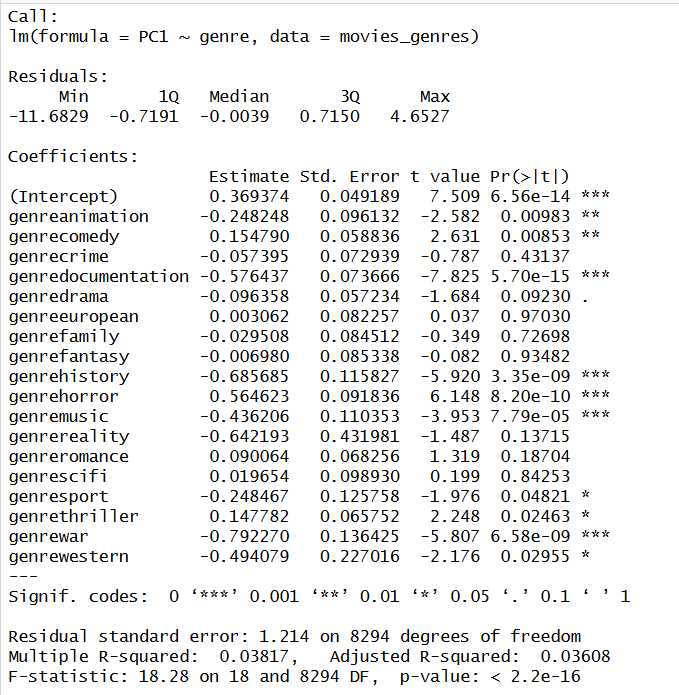 Call:
lm(formula = PC1 ~ genre, data = movies_genres)
Residuals:
Min 1Q Median 3Q Max
-11.6829 -0.7191 -0.0039 0.7150 4.6527
Coefficients:
Estimate Std. Error t value Pr(>|t|)
(Intercept) 0.369374 0.049189 7.509 6.56e-14 ***
genreanimation -0.248248 0.096132 -2.582 0.00983 **
genrecomedy 0.154790 0.058836 2.631 0.00853 **
genrecrime -0.057395 0.072939 -0.787 0.43137
genredocumentation -0.576437 0.073666 -7.825 5.70e-15 ***
genredrama -0.096358 0.057234 -1.684 0.09230 .
genreeuropean 0.003062 0.082257 0.037 0.97030
genrefamily -0.029508 0.084512 -0.349 0.72698
genrefantasy -0.006980 0.085338 -0.082 0.93482
genrehistory -0.685685 0.115827 -5.920 3.35e-09 ***
genrehorror 0.564623 0.091836 6.148 8.20e-10 ***
genremusic -0.436206 0.110353 -3.953 7.79e-05 ***
genrereality -0.642193 0.431981 -1.487 0.13715
genreromance 0.090064 0.068256 1.319 0.18704
genrescifi 0.019654 0.098930 0.199 0.84253
genresport -0.248467 0.125758 -1.976 0.04821 *
genrethriller 0.147782 0.065752 2.248 0.02463 *
genrewar -0.792270 0.136425 -5.807 6.58e-09 ***
genrewestern -0.494079 0.227016 -2.176 0.02955 *
---
Signif. codes: 0 ‘***’ 0.001 ‘**’ 0.01 ‘*’ 0.05 ‘.’ 0.1 ‘ ’ 1
Residual standard error: 1.214 on 8294 degrees of freedom
Multiple R-squared: 0.03817, Adjusted R-squared: 0.03608
F-statistic: 18.28 on 18 and 8294 DF, p-value: < 2.2e-16